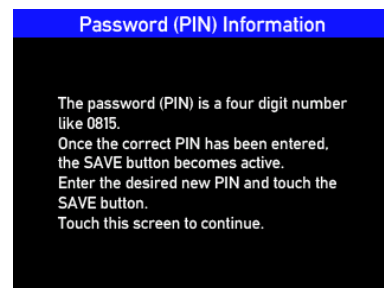 Password (PIN) Information
The password (PIN) is a four digit number
like 0815.
Once the correct PIN has been entered,
the SAVE button becomes active.
Enter the desired new PIN and touch the
SAVE button.
Touch this screen to continue.